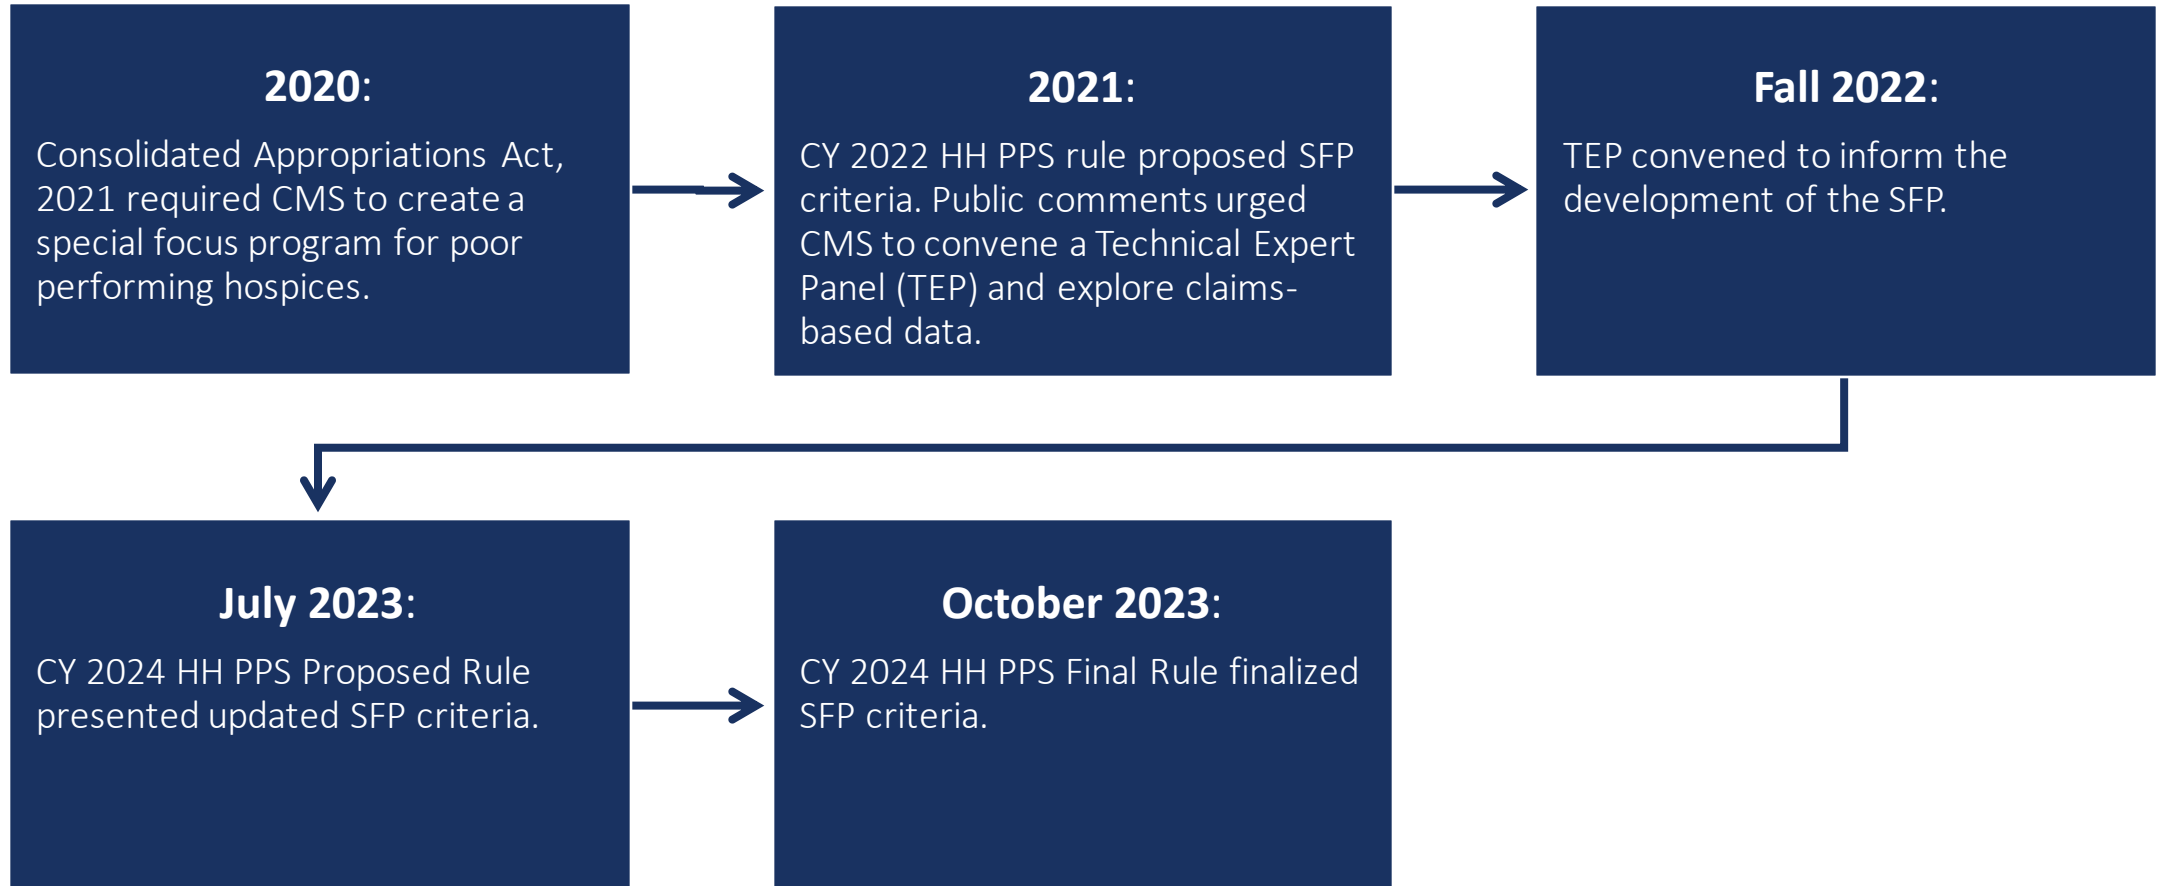 2020:
Consolidated Appropriations Act,
2021 required CMS to create a
special focus program for poor
performing hospices.
2021:
CY 2022 HH PPS rule proposed SFP
criteria. Public comments urged
CMS to convene a Technical Expert
Panel (TEP) and explore claims-
based data.
Fall 2022:
TEP convened to inform the
development of the SFP.
July 2023:
CY 2024 HH PPS Proposed Rule
presented updated SFP criteria.
October 2023:
CY 2024 HH PPS Final Rule finalized
SFP criteria.